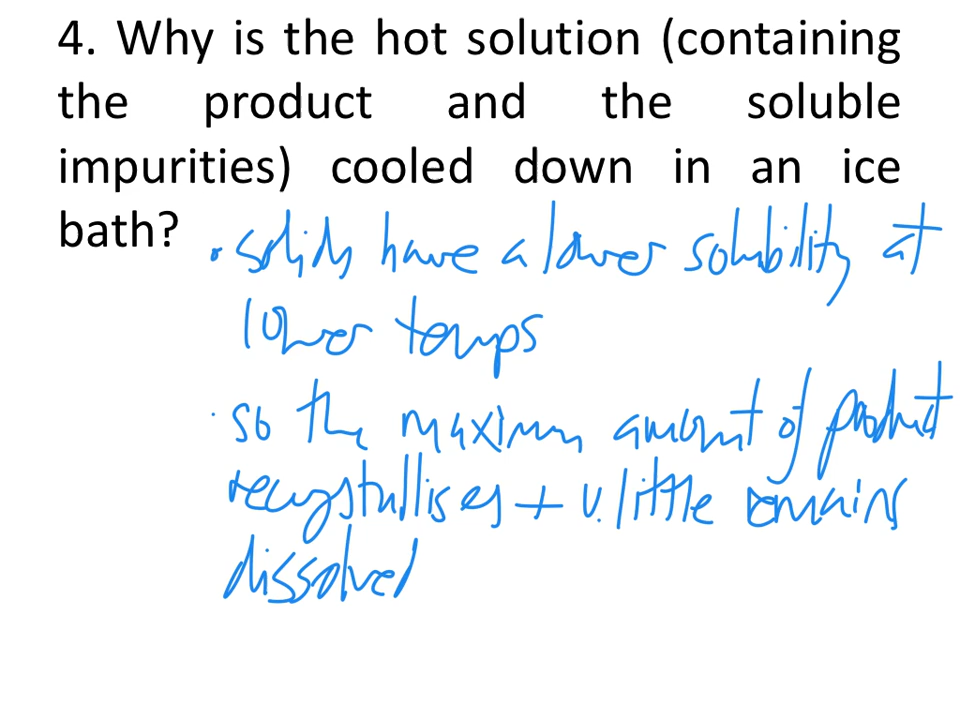 4. Why is the hot solution (containing
the product and the soluble
impurities) cooled down in an ice
bath?
• solids have a lower solubility at
lower temps
• so the maximum amount of product
recrystallises + v. little remains
dissolved